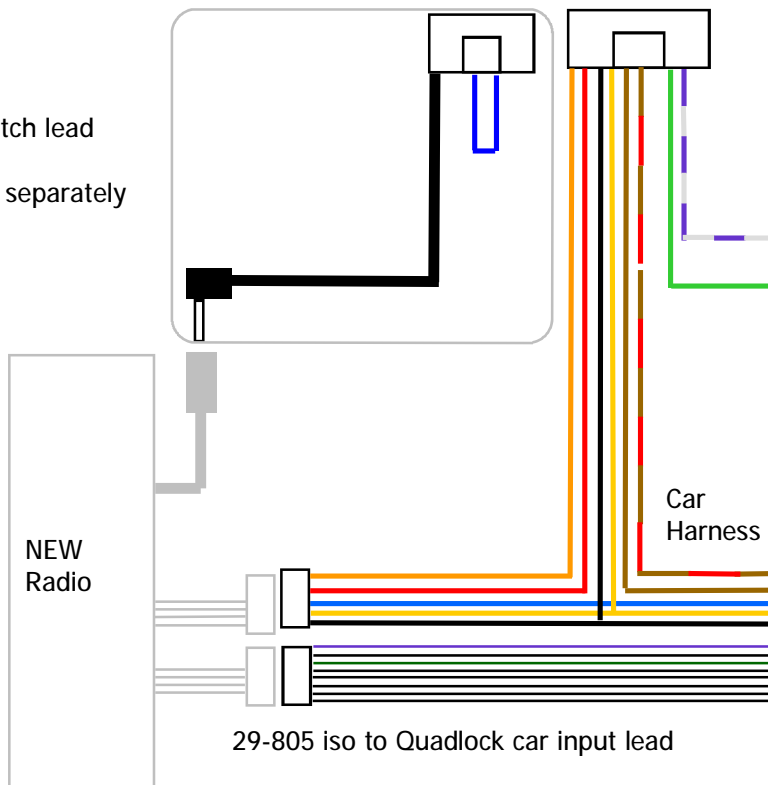 tch lead
separately
NEW
Radio
Car
Harness
29-805 iso to Quadlock car input lead